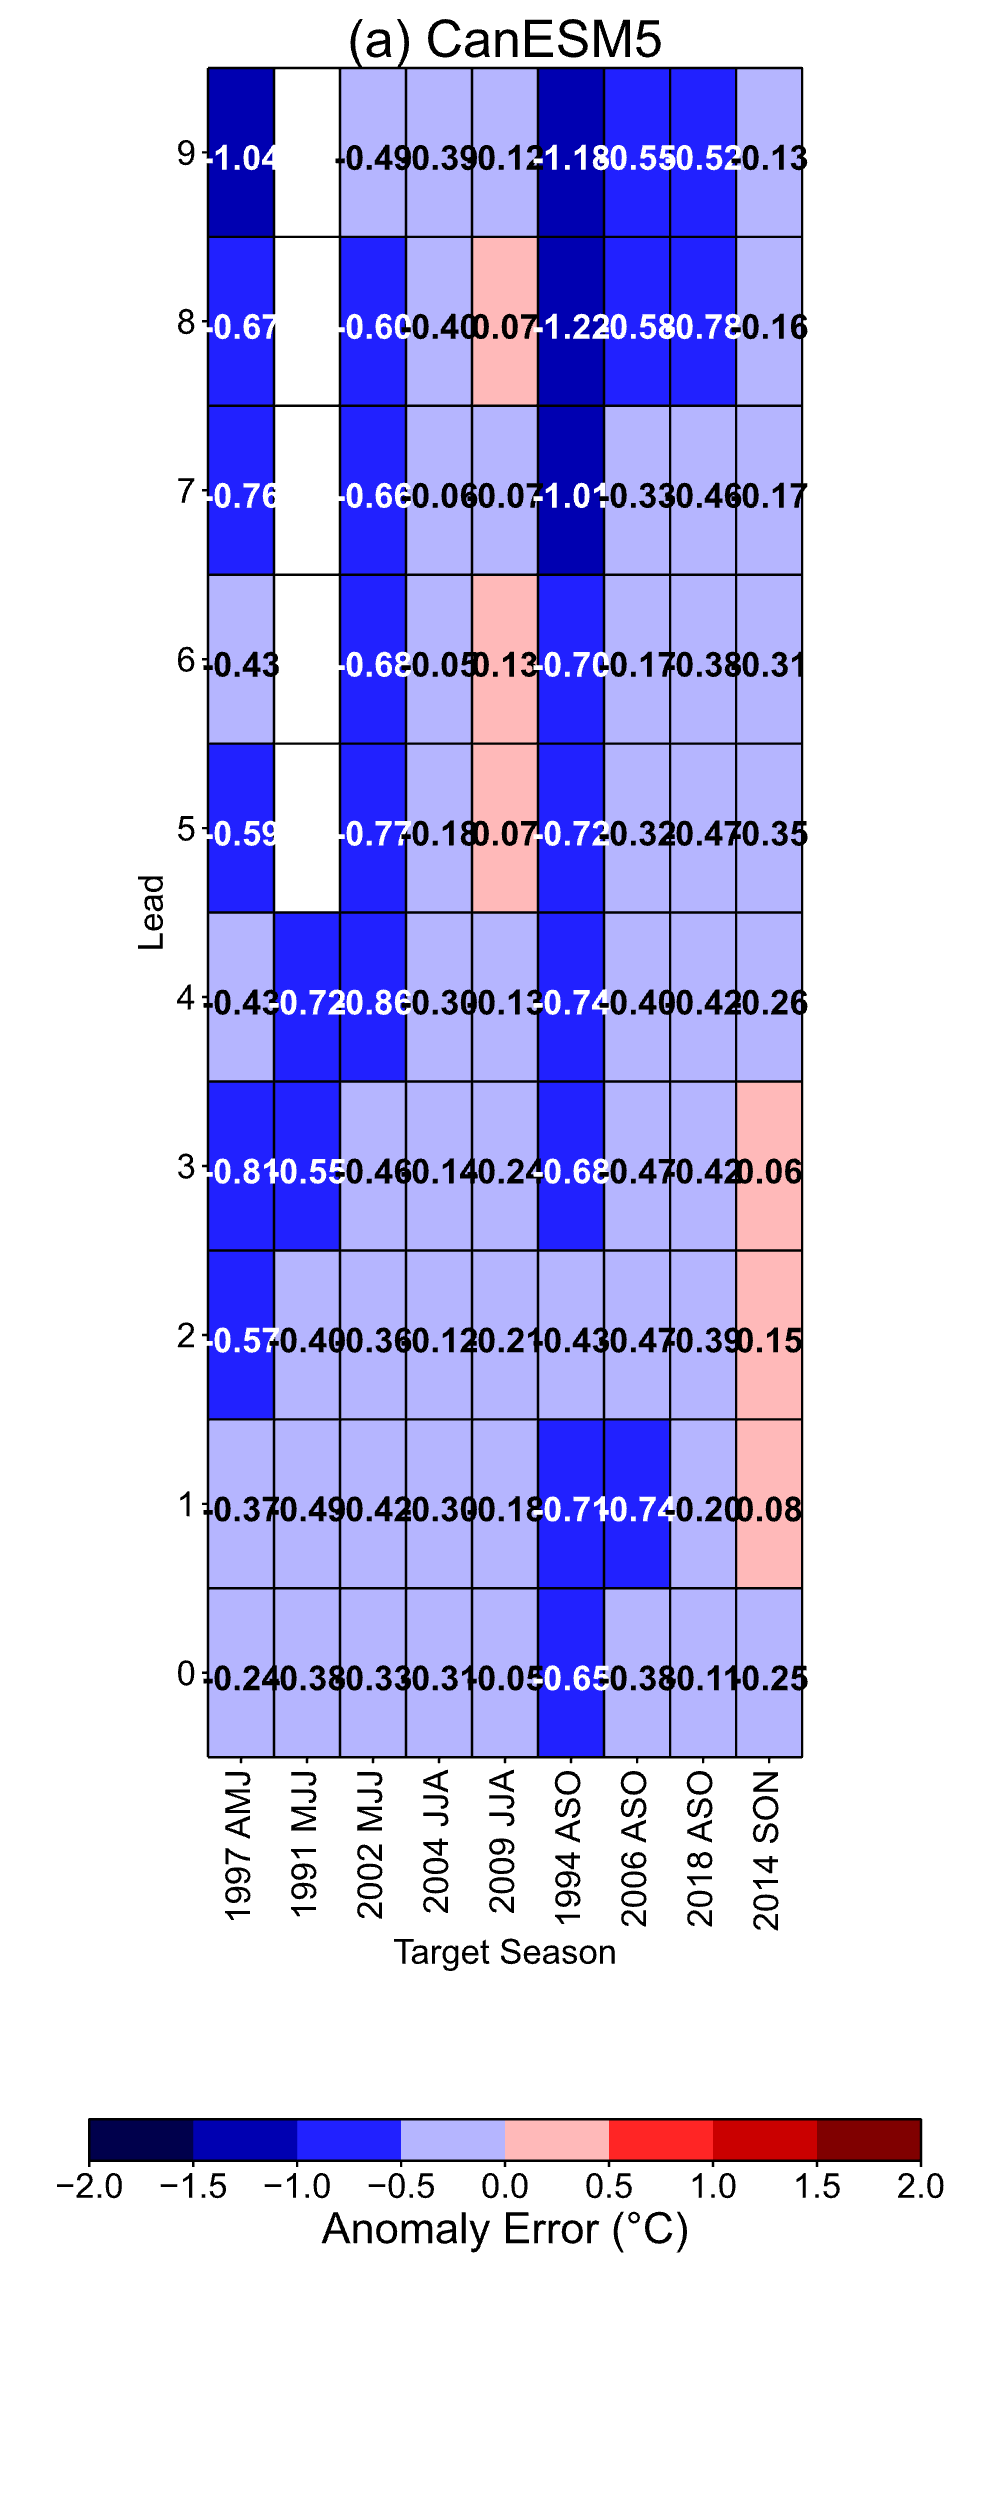 (a) CanESM5
9 -1.04 -0.49 -0.39 -0.12 -1.18 -0.55 -0.52 -0.13
8 -0.67 -0.60 -0.40 0.07 -1.22 -0.58 -0.78 -0.16
7 -0.76 -0.66 -0.06 -0.07 -1.01 -0.33 -0.46 -0.17
6 -0.43 -0.68 -0.05 0.13 -0.70 -0.17 -0.38 -0.31
5 -0.59 -0.77 -0.18 0.07 -0.72 -0.32 -0.47 -0.35
4 -0.43 -0.72 -0.86 -0.30 -0.13 -0.74 -0.40 -0.42 -0.26
3 -0.81 -0.55 -0.46 -0.14 -0.24 -0.68 -0.47 -0.42 0.06
2 -0.57 -0.40 -0.36 -0.12 -0.21 -0.43 -0.47 -0.39 0.15
1 -0.37 -0.49 -0.42 -0.30 -0.18 -0.71 -0.74 -0.20 0.08
0 -0.24 -0.38 -0.33 -0.31 -0.05 -0.65 -0.38 -0.11 -0.25
Lead
1997 AMJ
1991 MJJ
2002 MJJ
2004 JJA
2009 JJA
1994 ASO
2006 ASO
2018 ASO
2014 SON
Target Season
−2.0 −1.5 −1.0 −0.5 0.0 0.5 1.0 1.5 2.0
Anomaly Error (°C)